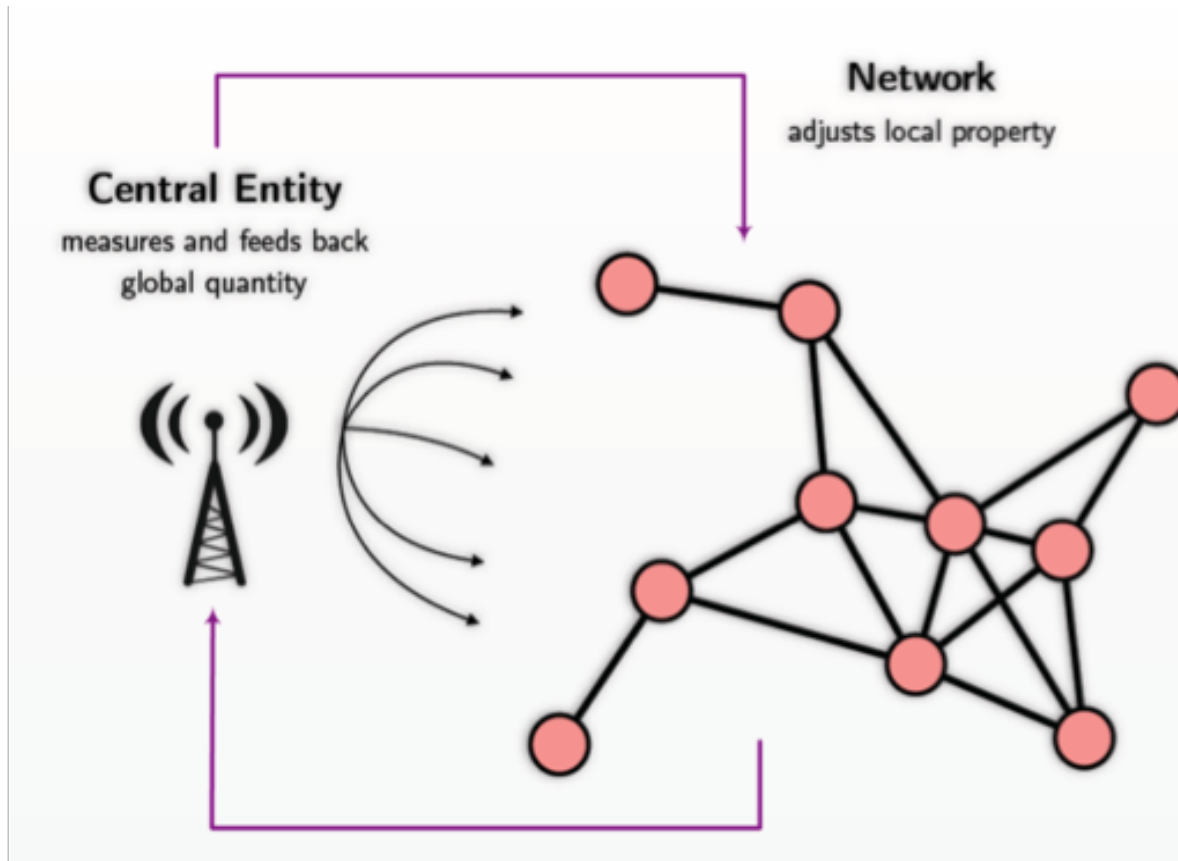 Network
adjusts local property
Central Entity
measures and feeds back
global quantity